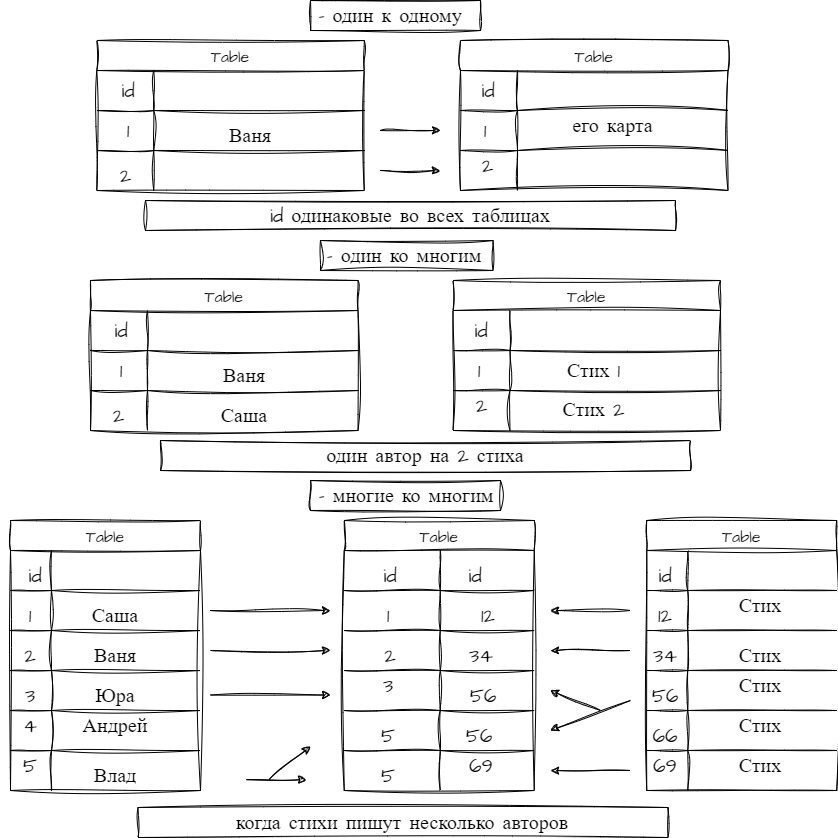 - один к одному
Table Table
id id
1 Ваня 1 его карта
2 2
id одинаковые во всех таблицах
- один ко многим
Table Table
id id
1 Ваня 1 Стих 1
2 Саша 2 Стих 2
один автор на 2 стиха
- многие ко многим
Table Table Table
id id id id
1 Саша 1 12 12 Стих
2 Ваня 2 34 34 Стих
3 Юра 3 56 56 Стих
4 Андрей 5 56 66 Стих
5 Влад 5 69 69 Стих
когда стихи пишут несколько авторов